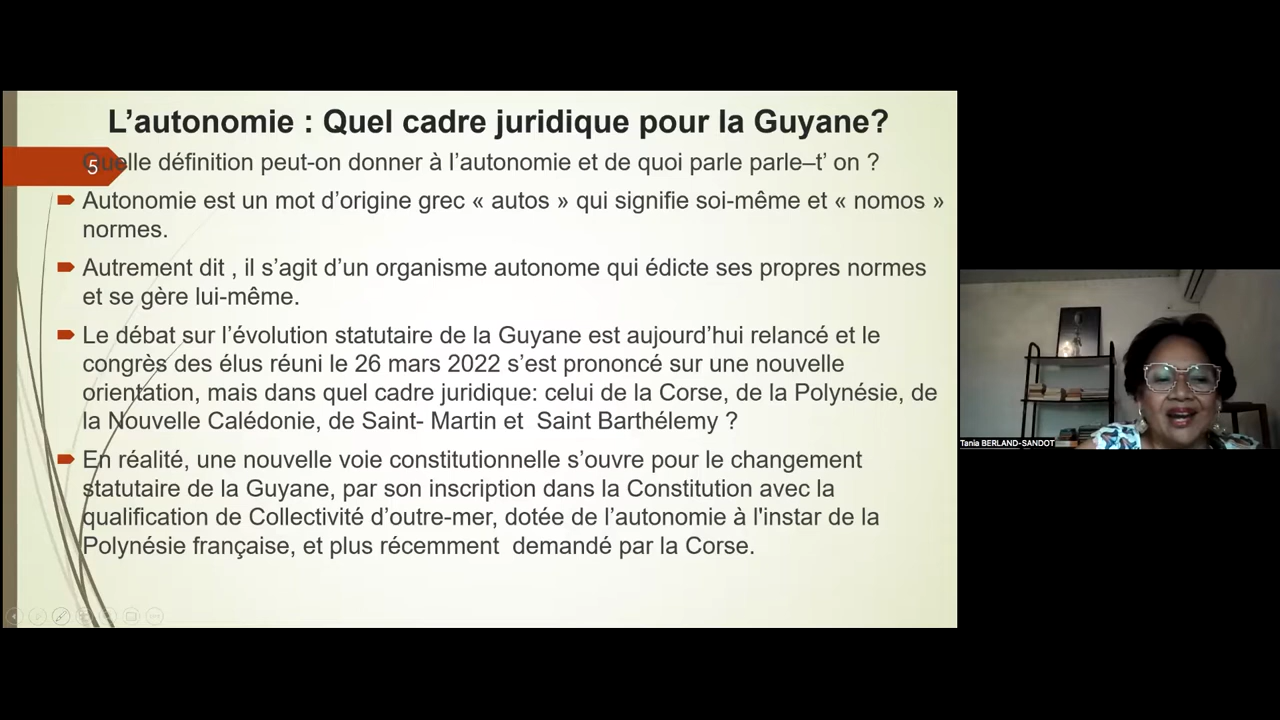 L’autonomie : Quel cadre juridique pour la Guyane?
5
Quelle définition peut-on donner à l’autonomie et de quoi parle parle–t’ on ?
Autonomie est un mot d’origine grec « autos » qui signifie soi-même et « nomos »
normes.
Autrement dit , il s’agit d’un organisme autonome qui édicte ses propres normes
et se gère lui-même.
Le débat sur l’évolution statutaire de la Guyane est aujourd’hui relancé et le
congrès des élus réuni le 26 mars 2022 s’est prononcé sur une nouvelle
orientation, mais dans quel cadre juridique: celui de la Corse, de la Polynésie, de
la Nouvelle Calédonie, de Saint- Martin et  Saint Barthélemy ?
En réalité, une nouvelle voie constitutionnelle s’ouvre pour le changement
statutaire de la Guyane, par son inscription dans la Constitution avec la
qualification de Collectivité d’outre-mer, dotée de l’autonomie à l'instar de la
Polynésie française, et plus récemment  demandé par la Corse.
Tania BERLAND-SANDOT